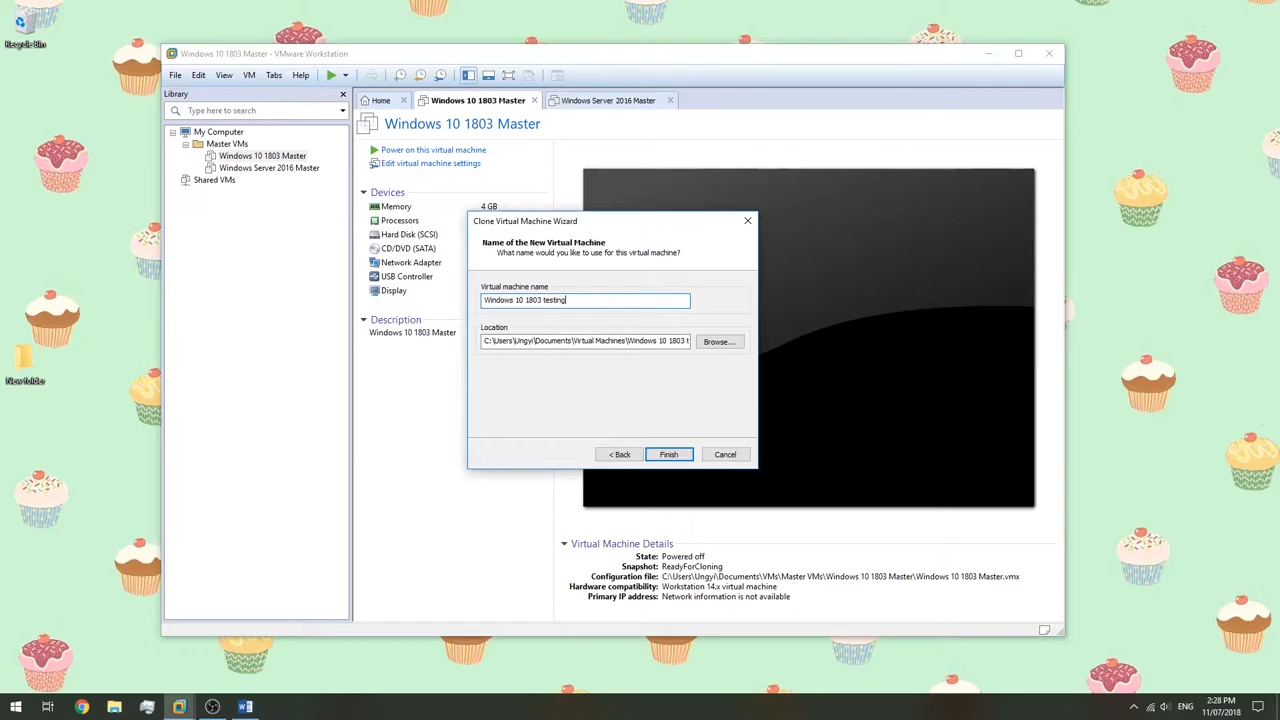 Recycle Bin
New folder
Windows 10 1803 Master - VMware Workstation
File Edit View VM Tabs Help
Library
Type here to search
My Computer
Master VMs
Windows 10 1803 Master
Windows Server 2016 Master
Shared VMs
Home
Windows 10 1803 Master
Windows Server 2016 Master
Windows 10 1803 Master
Power on this virtual machine
Edit virtual machine settings
Devices
Memory 4 GB
Processors
Hard Disk (SCSI)
CD/DVD (SATA)
Network Adapter
USB Controller
Display
Description
Windows 10 1803 Master
Clone Virtual Machine Wizard
Name of the New Virtual Machine
What name would you like to use for this virtual machine?
Virtual machine name
Windows 10 1803 testing
Location
C:\Users\Ungyi\Documents\Virtual Machines\Windows 10 1803 t
Browse...
< Back Finish Cancel
Virtual Machine Details
State: Powered off
Snapshot: ReadyForCloning
Configuration file: C:\Users\Ungyi\Documents\VMs\Master VMs\Windows 10 1803 Master\Windows 10 1803 Master.vmx
Hardware compatibility: Workstation 14.x virtual machine
Primary IP address: Network information is not available
ENG
2:28 PM
11/07/2018